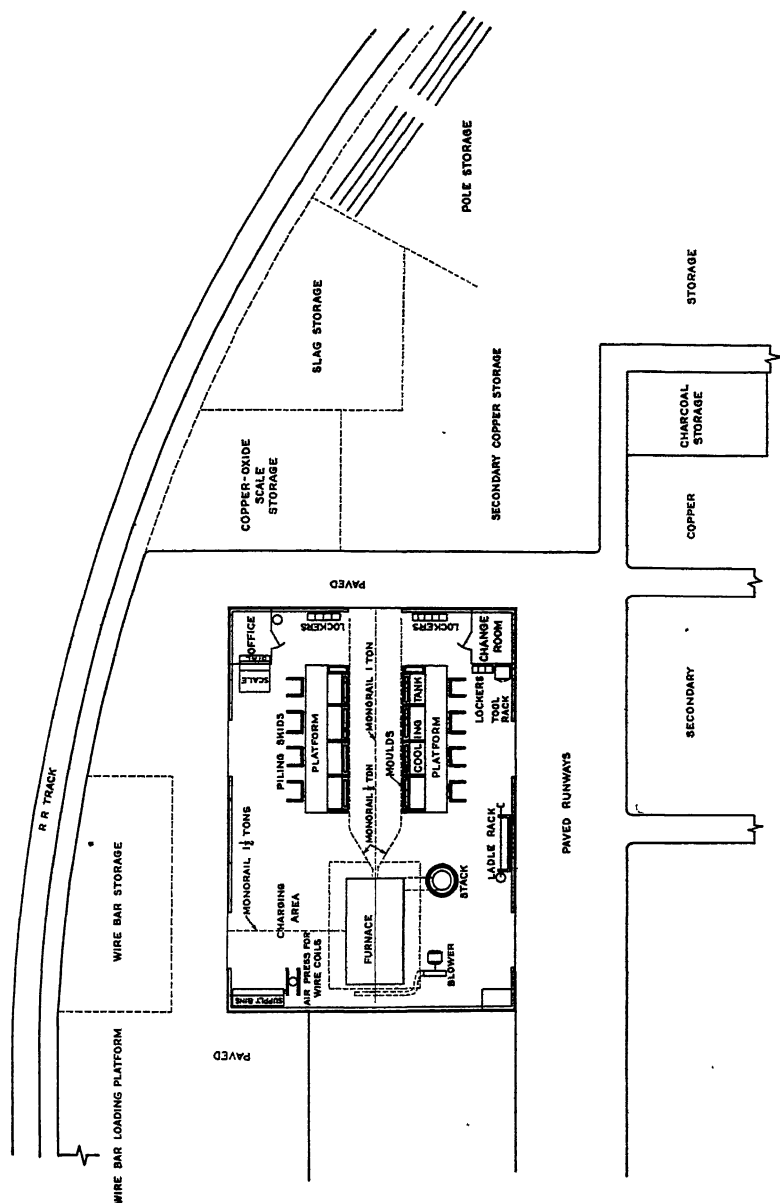 R R TRACK
WIRE BAR LOADING PLATFORM
WIRE BAR STORAGE
COPPER-OXIDE
SCALE
STORAGE
SLAG STORAGE
POLE STORAGE
SECONDARY COPPER STORAGE
PAVED
PAVED
SUPPLY BINS
AIR PRESS FOR
WIRE COILS
MONORAIL 1½ TONS
CHARGING
AREA
PILING SKIDS
PLATFORM
SCALE
DIAL
OFFICE
LOCKERS
MONORAIL ½ TON
MONORAIL 1 TON
MOULDS
FURNACE
STACK
BLOWER
COOLING TANK
PLATFORM
LOCKERS
CHANGE
ROOM
LOCKERS
TOOL
RACK
LADLE RACK
PAVED RUNWAYS
SECONDARY
COPPER
CHARCOAL
STORAGE
STORAGE